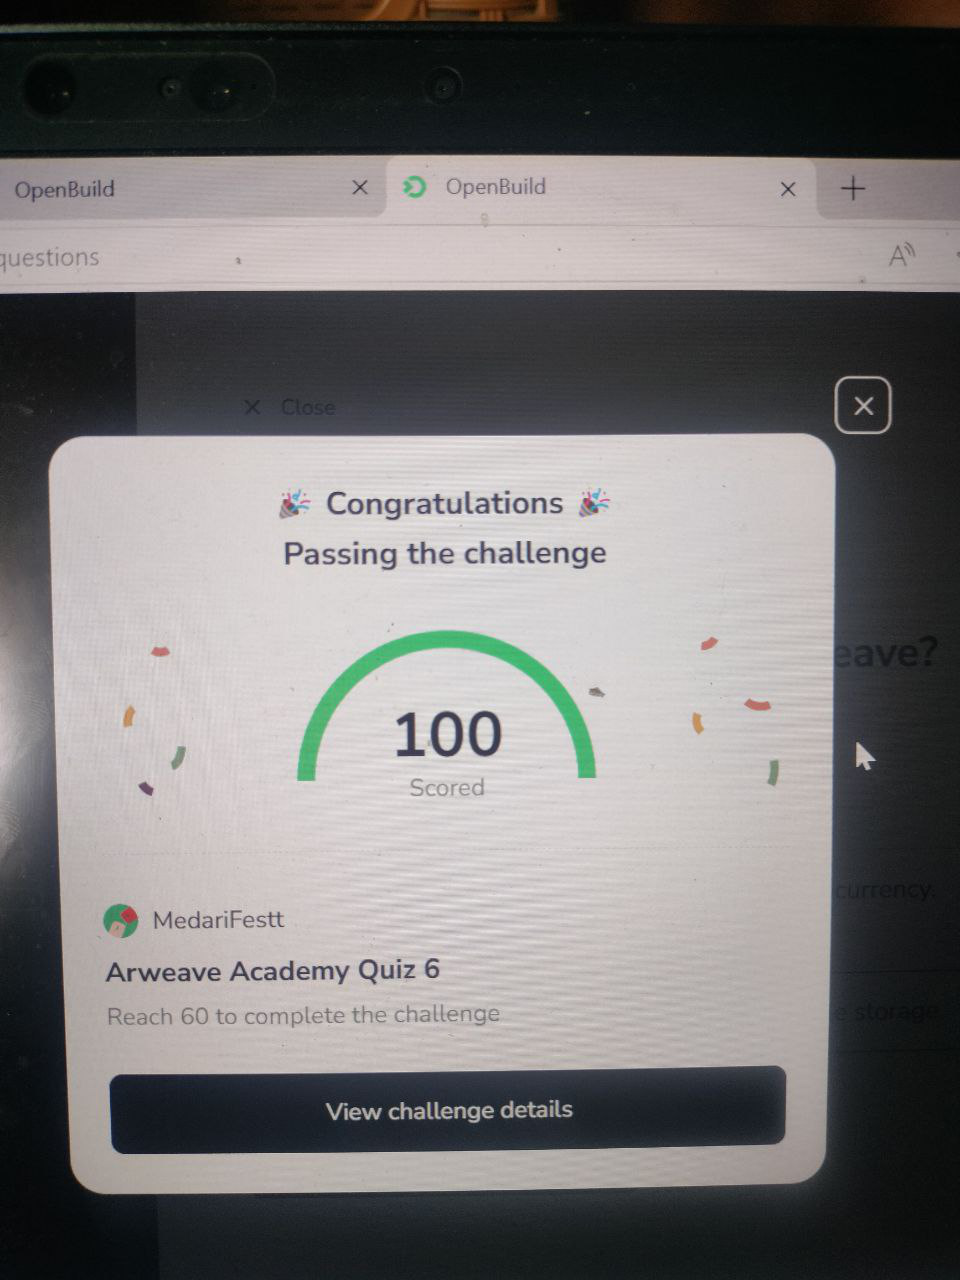 OpenBuild
OpenBuild
questions
Close
Congratulations
Passing the challenge
eave?
100
Scored
currency.
MedariFestt
Arweave Academy Quiz 6
Reach 60 to complete the challenge
e storage
View challenge details